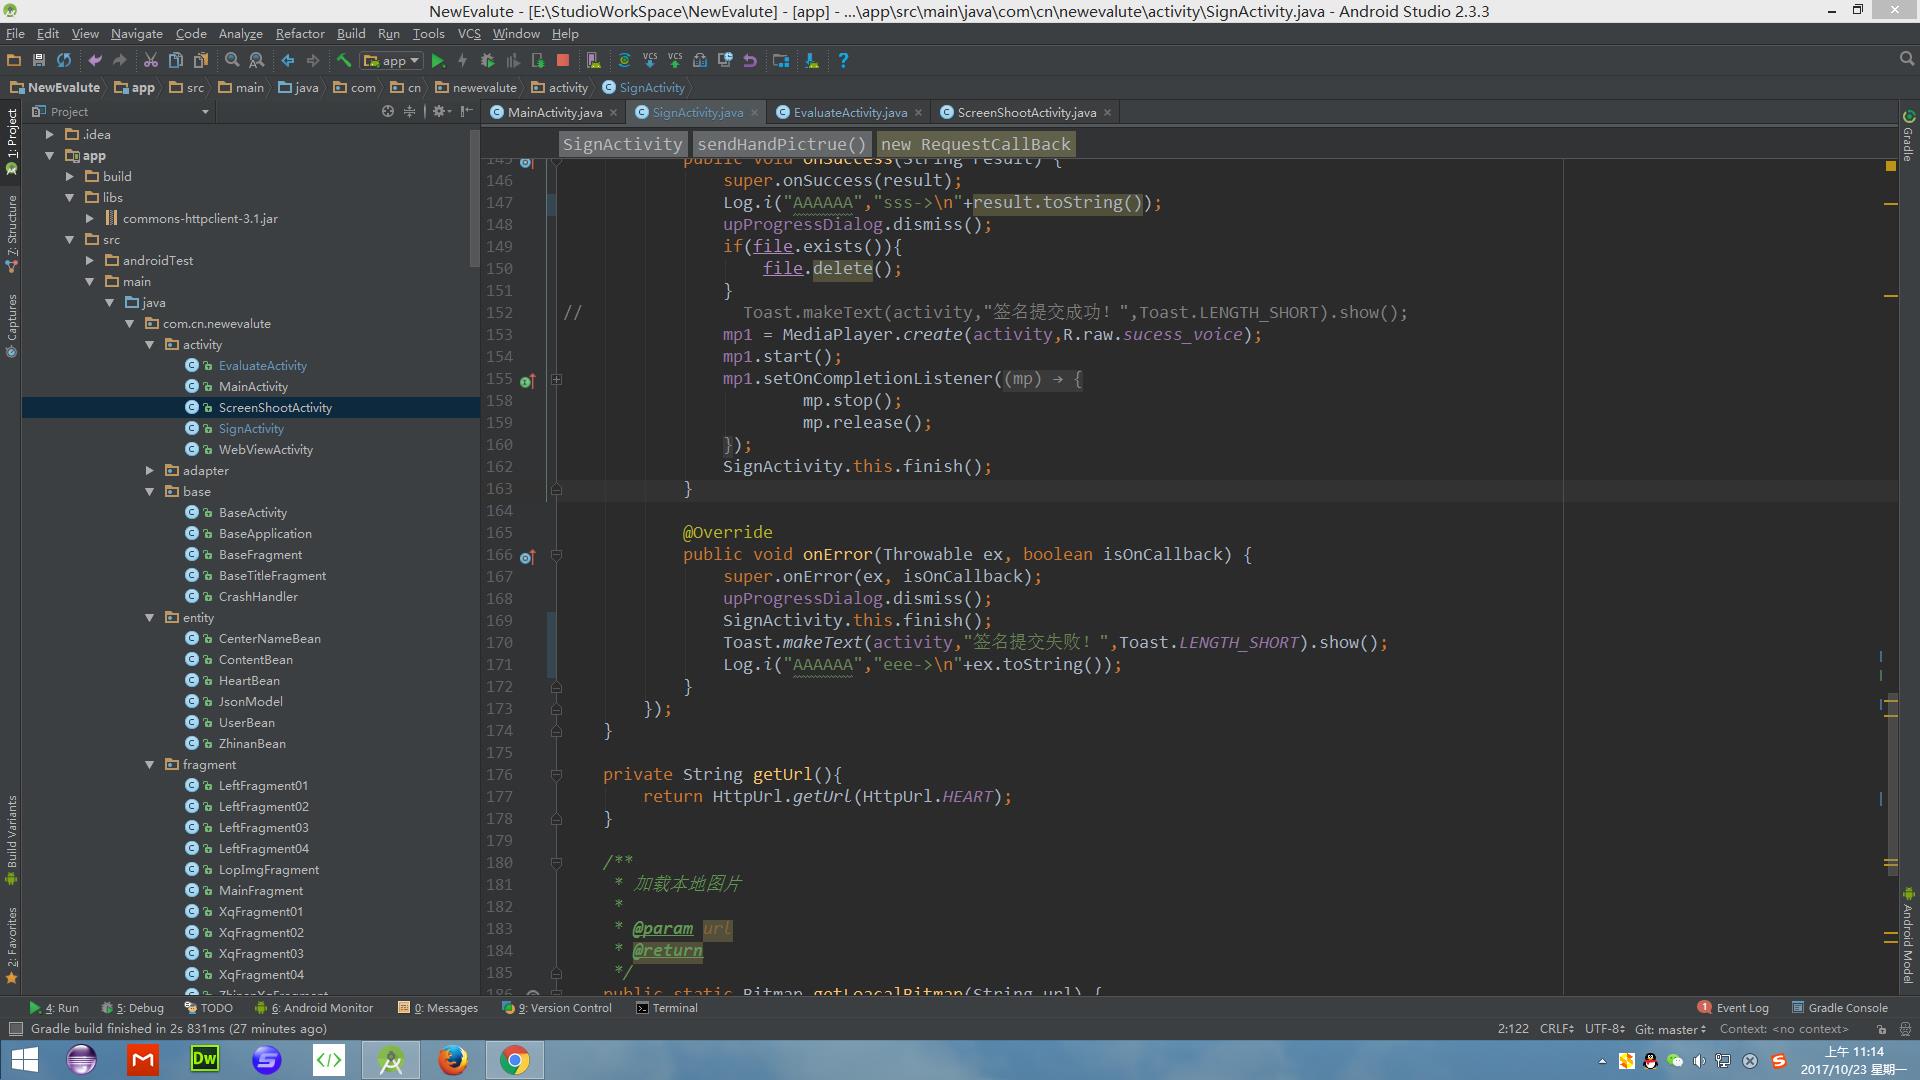 NewEvalute - [E:\StudioWorkSpace\NewEvalute] - [app] - ...\app\src\main\java\com\cn\newevalute\activity\SignActivity.java - Android Studio 2.3.3
File Edit View Navigate Code Analyze Refactor Build Run Tools VCS Window Help
app
NewEvalute app src main java com cn newevalute activity SignActivity
Project
MainActivity.java SignActivity.java EvaluateActivity.java ScreenShootActivity.java
SignActivity sendHandPictrue() new RequestCallBack
1: Project
7: Structure
Captures
Build Variants
2: Favorites
.idea
app
build
libs
commons-httpclient-3.1.jar
src
androidTest
main
java
com.cn.newevalute
activity
EvaluateActivity
MainActivity
ScreenShootActivity
SignActivity
WebViewActivity
adapter
base
BaseActivity
BaseApplication
BaseFragment
BaseTitleFragment
CrashHandler
entity
CenterNameBean
ContentBean
HeartBean
JsonModel
UserBean
ZhinanBean
fragment
LeftFragment01
LeftFragment02
LeftFragment03
LeftFragment04
LopImgFragment
MainFragment
XqFragment01
XqFragment02
XqFragment03
XqFragment04
145 public void onSuccess(String result) {
146 super.onSuccess(result);
147 Log.i("AAAAAA","sss->\n"+result.toString());
148 upProgressDialog.dismiss();
149 if(file.exists()){
150 file.delete();
151 }
152 // Toast.makeText(activity,"签名提交成功！",Toast.LENGTH_SHORT).show();
153 mp1 = MediaPlayer.create(activity,R.raw.sucess_voice);
154 mp1.start();
155 mp1.setOnCompletionListener((mp) → {
158 mp.stop();
159 mp.release();
160 });
162 SignActivity.this.finish();
163 }
164
165 @Override
166 public void onError(Throwable ex, boolean isOnCallback) {
167 super.onError(ex, isOnCallback);
168 upProgressDialog.dismiss();
169 SignActivity.this.finish();
170 Toast.makeText(activity,"签名提交失败！",Toast.LENGTH_SHORT).show();
171 Log.i("AAAAAA","eee->\n"+ex.toString());
172 }
173 });
174 }
175
176 private String getUrl(){
177 return HttpUrl.getUrl(HttpUrl.HEART);
178 }
179
180 /**
181 * 加载本地图片
182 *
183 * @param url
184 * @return
185 */
186 public static Bitmap getLoacalBitmap(String url) {
Gradle
Android Model
4: Run 5: Debug TODO 6: Android Monitor 0: Messages 9: Version Control Terminal 1 Event Log Gradle Console
Gradle build finished in 2s 831ms (27 minutes ago) 2:122 CRLF UTF-8 Git: master Context: <no context>
Dw
上午 11:14
2017/10/23 星期一